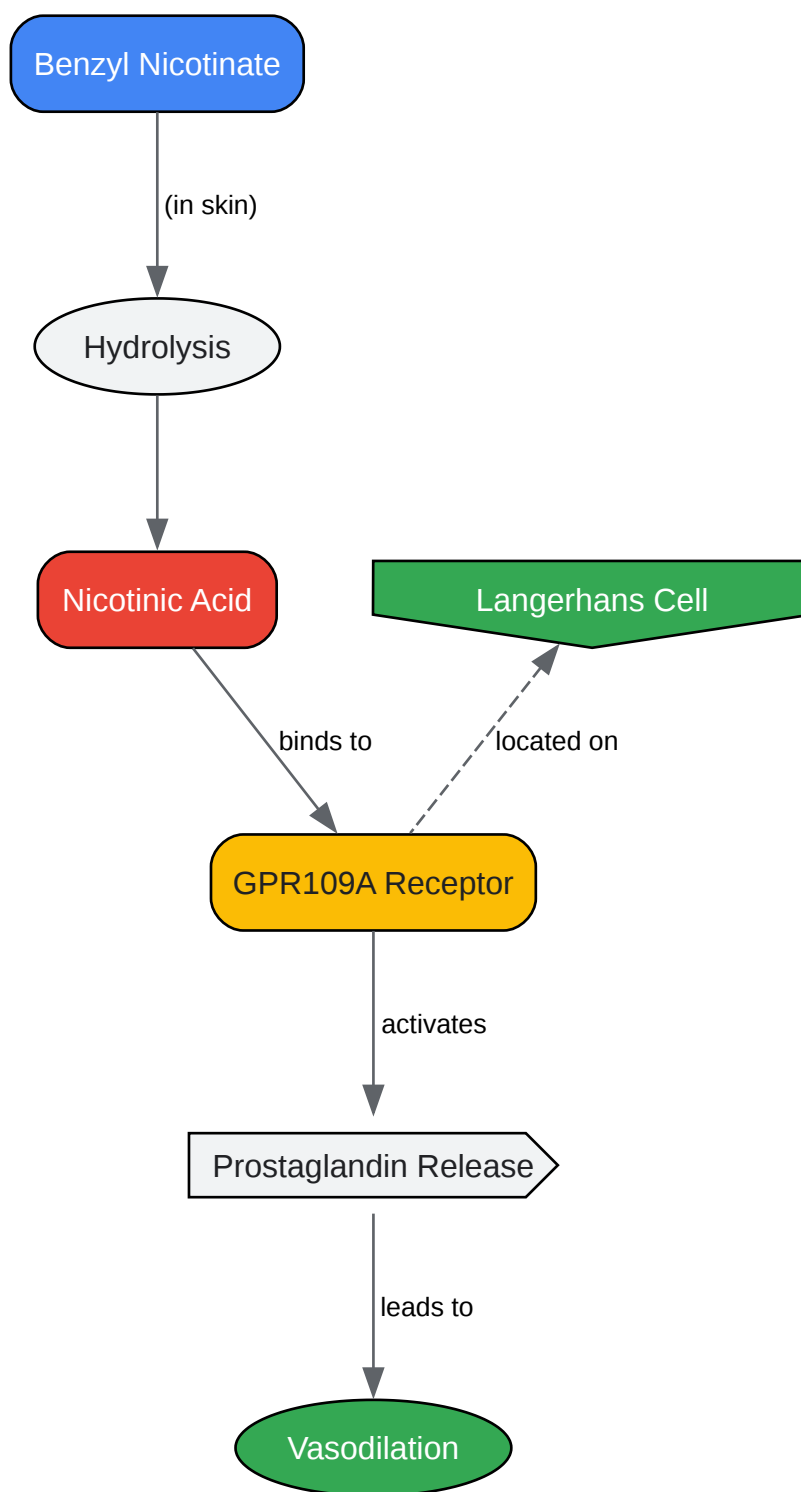 Benzyl Nicotinate
(in skin)
Hydrolysis
Nicotinic Acid
Langerhans Cell
binds to
located on
GPR109A Receptor
activates
Prostaglandin Release
leads to
Vasodilation